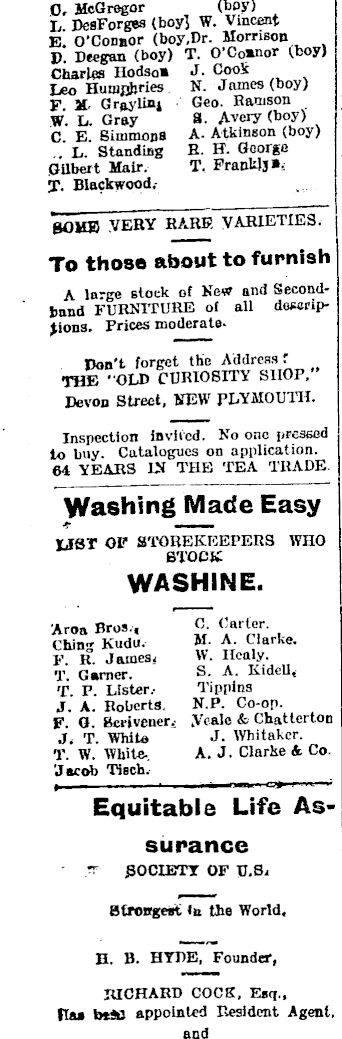 C. McGregor (boy)
L. DesForges (boy) W. Vincent
E. O'Connor (boy, Dr. Morrison
D. Deegan (boy) T. O'Connor (boy)
Charles Hodson J. Cook
Leo Humphries N. James (boy)
F. M. Grayling Geo. Ramson
W. L. Gray S. Avery (boy)
C. E. Simmons A. Atkinson (boy)
,, L. Standing R. H. George
Gilbert Mair. T. Franklyn.
T. Blackwood.
SOME VERY RARE VARIETIES.
To those about to furnish
A large stock of New and Second-
hand FURNITURE of all descrip-
tions. Prices moderate.
Don't forget the Address:
THE "OLD CURIOSITY SHOP,"
Devon Street, NEW PLYMOUTH.
Inspection invited. No one pressed
to buy. Catalogues on application.
64 YEARS IN THE TEA TRADE.
Washing Made Easy
LIST OF STOREKEEPERS WHO
STOCK
WASHINE.
Aroa Bros., C. Carter.
Ching Kudu. M. A. Clarke.
F. R. James, W. Healy.
T. Garner. S. A. Kidell,
T. P. Lister. Tippins
J. A. Roberts. N.P. Co-op.
F. G. Scrivener. Veale & Chatterton
J. T. White J. Whitaker.
T. W. White. A. J. Clarke & Co.
Jacob Tisch.
Equitable Life As-
surance
SOCIETY OF U.S.
Strongest in the World.
H. B. HYDE, Founder,
RICHARD COCK, Esq.,
Has been appointed Resident Agent,
and